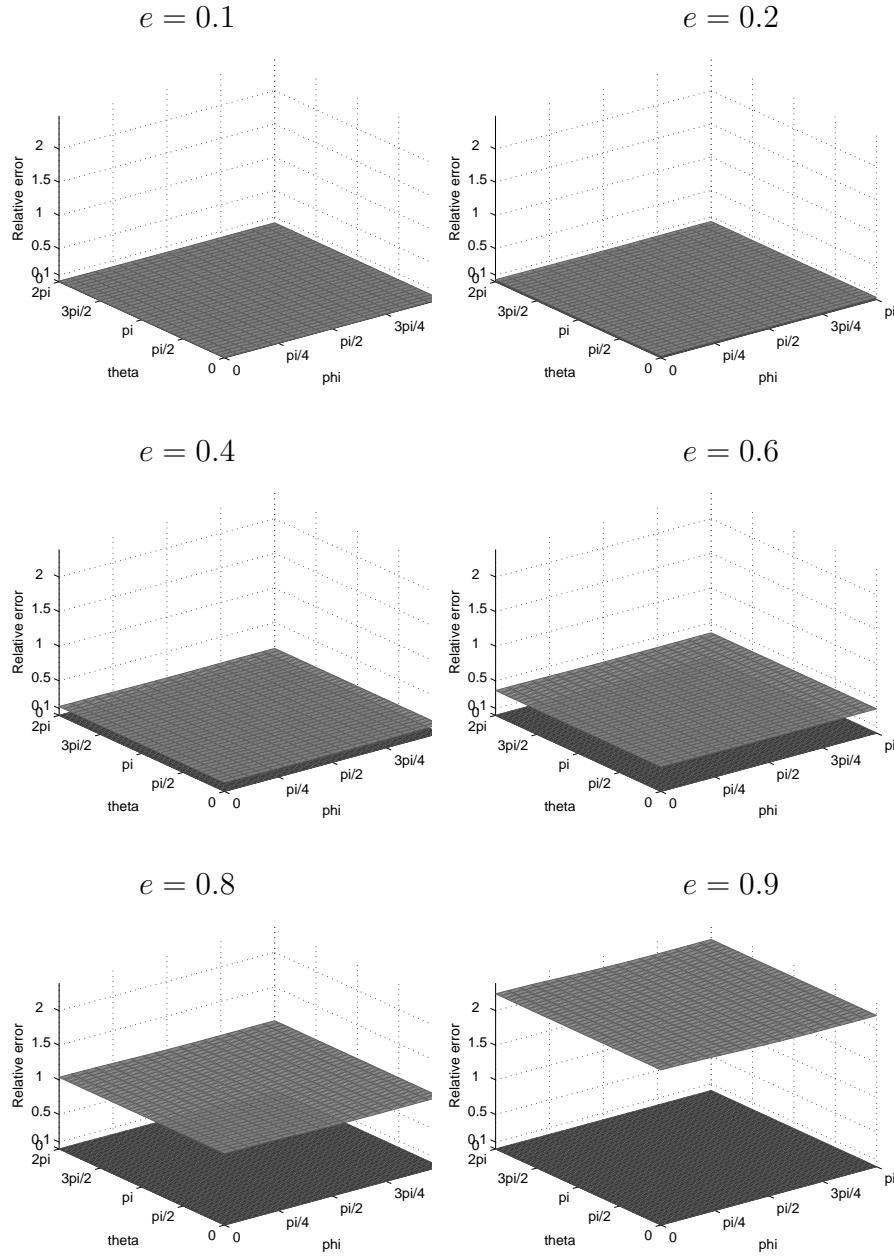 e = 0.1
2
1.5
1
0.5
0.1
0
Relative error
2pi
3pi/2
pi
pi/2
0
theta
0
pi/4
pi/2
3pi/4
phi
e = 0.2
2
1.5
1
0.5
0.1
0
Relative error
2pi
3pi/2
pi
pi/2
0
theta
0
pi/4
pi/2
3pi/4
pi
phi
e = 0.4
2
1.5
1
0.5
0.1
0
Relative error
2pi
3pi/2
pi
pi/2
0
theta
0
pi/4
pi/2
3pi/4
phi
e = 0.6
2
1.5
1
0.5
0.1
0
Relative error
2pi
3pi/2
pi
pi/2
0
theta
0
pi/4
pi/2
3pi/4
pi
phi
e = 0.8
2
1.5
1
0.5
0.1
0
Relative error
2pi
3pi/2
pi
pi/2
0
theta
0
pi/4
pi/2
3pi/4
phi
e = 0.9
2
1.5
1
0.5
0.1
0
Relative error
2pi
3pi/2
pi
pi/2
0
theta
0
pi/4
pi/2
3pi/4
pi
phi